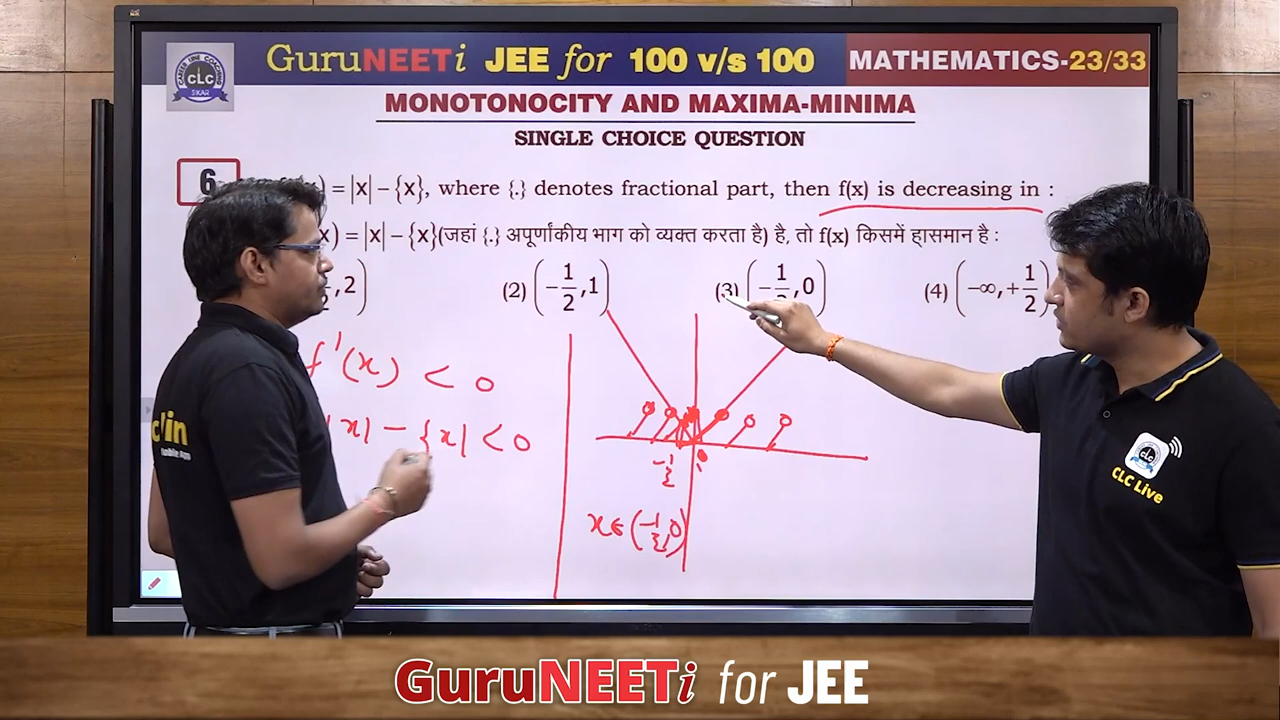 GuruNEETi JEE for 100 v/s 100
MATHEMATICS-23/33
CLC
SIKAR
MONOTONOCITY AND MAXIMA-MINIMA
SINGLE CHOICE QUESTION
6.
) = |x| − {x}, where {.} denotes fractional part, then f(x) is decreasing in :
x) = |x| − {x}(जहां {.} अपूर्णांकीय भाग को व्यक्त करता है) है, तो f(x) किसमें ह्रासमान है :
,2) (2) (−1/2,1) (3) (− ,0) (4) (−∞,+1/2)
f'(x) < 0
|x| − {x} < 0
x∈(−1/2,0)
CLC Live
GuruNEETi for JEE